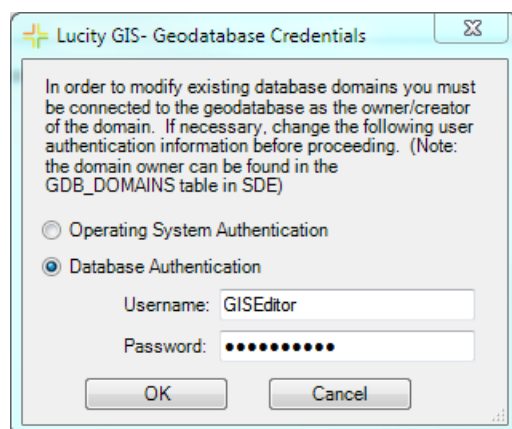 Lucity GIS- Geodatabase Credentials
In order to modify existing database domains you must
be connected to the geodatabase as the owner/creator
of the domain.  If necessary, change the following user
authentication information before proceeding.  (Note:
the domain owner can be found in the
GDB_DOMAINS table in SDE)
Operating System Authentication
Database Authentication
Username: GISEditor
Password: ●●●●●●●●●●
OK Cancel